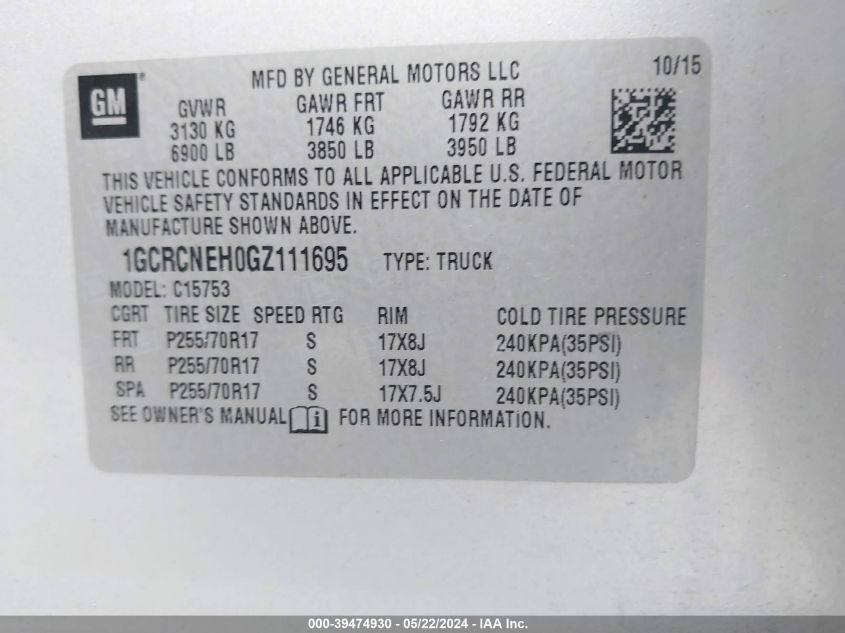 GM
MFD BY GENERAL MOTORS LLC 10/15
GVWR GAWR FRT GAWR RR
3130 KG 1746 KG 1792 KG
6900 LB 3850 LB 3950 LB
THIS VEHICLE CONFORMS TO ALL APPLICABLE U.S. FEDERAL MOTOR
VEHICLE SAFETY STANDARDS IN EFFECT ON THE DATE OF
MANUFACTURE SHOWN ABOVE.
1GCRCNEH0GZ111695 TYPE: TRUCK
MODEL: C15753
CGRT TIRE SIZE SPEED RTG RIM COLD TIRE PRESSURE
FRT P255/70R17 S 17X8J 240KPA(35PSI)
RR P255/70R17 S 17X8J 240KPA(35PSI)
SPA P255/70R17 S 17X7.5J 240KPA(35PSI)
SEE OWNER'S MANUAL FOR MORE INFORMATION.
000-39474930 - 05/22/2024 - IAA Inc.